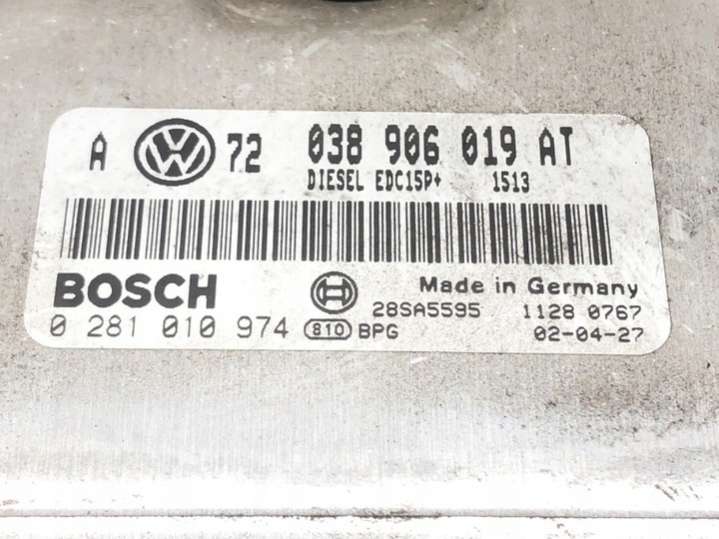 A VW 72 038 906 019 AT
DIESEL EDC15P+ 1513
BOSCH Made in Germany
28SA5595 1128 0767
0 281 010 974 810 BPG 02-04-27